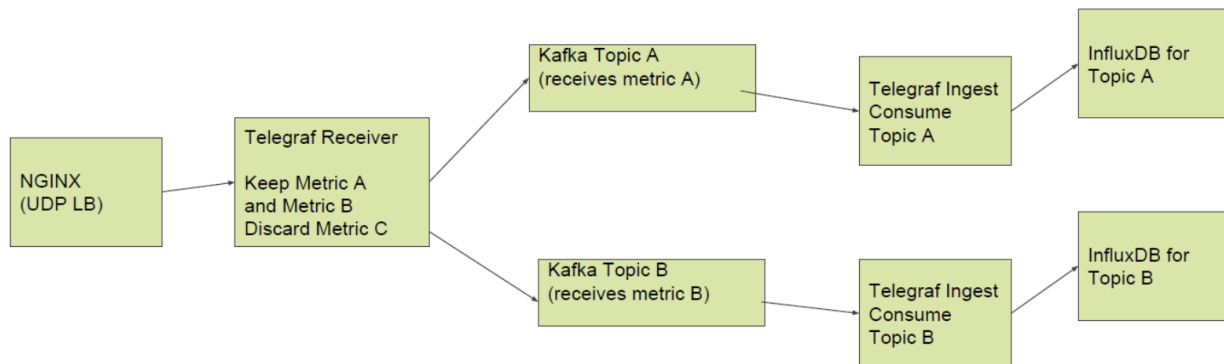 NGINX
(UDP LB)
Telegraf Receiver
Keep Metric A
and Metric B
Discard Metric C
Kafka Topic A
(receives metric A)
Telegraf Ingest
Consume
Topic A
InfluxDB for
Topic A
Kafka Topic B
(receives metric B)
Telegraf Ingest
Consume
Topic B
InfluxDB for
Topic B